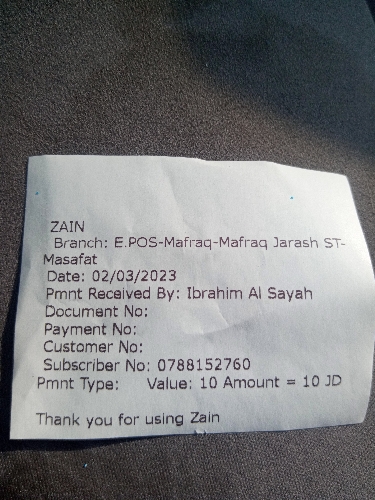 ZAIN
Branch: E.POS-Mafraq-Mafraq Jarash ST-
Masafat
Date: 02/03/2023
Pmnt Received By: Ibrahim Al Sayah
Document No:
Payment No:
Customer No:
Subscriber No: 0788152760
Pmnt Type: Value: 10 Amount = 10 JD
Thank you for using Zain